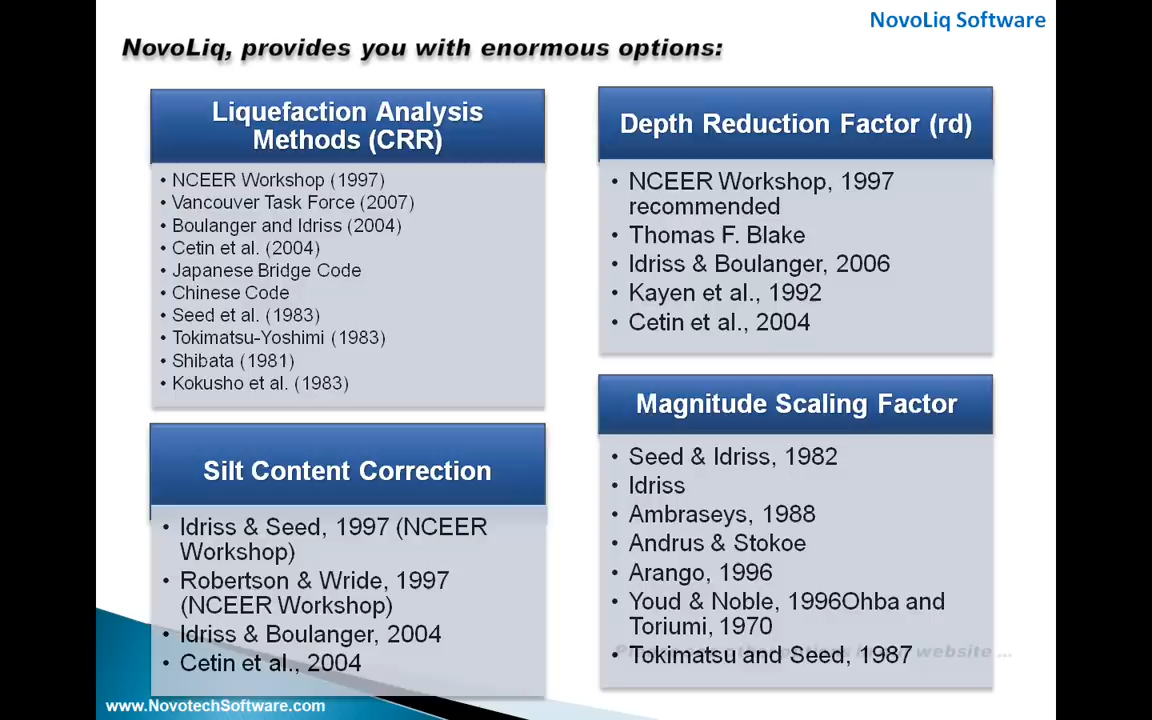 NovoLiq Software
NovoLiq, provides you with enormous options:
Liquefaction Analysis
Methods (CRR)
• NCEER Workshop (1997)
• Vancouver Task Force (2007)
• Boulanger and Idriss (2004)
• Cetin et al. (2004)
• Japanese Bridge Code
• Chinese Code
• Seed et al. (1983)
• Tokimatsu-Yoshimi (1983)
• Shibata (1981)
• Kokusho et al. (1983)
Depth Reduction Factor (rd)
• NCEER Workshop, 1997
recommended
• Thomas F. Blake
• Idriss & Boulanger, 2006
• Kayen et al., 1992
• Cetin et al., 2004
Silt Content Correction
• Idriss & Seed, 1997 (NCEER
Workshop)
• Robertson & Wride, 1997
(NCEER Workshop)
• Idriss & Boulanger, 2004
• Cetin et al., 2004
Magnitude Scaling Factor
• Seed & Idriss, 1982
• Idriss
• Ambraseys, 1988
• Andrus & Stokoe
• Arango, 1996
• Youd & Noble, 1996Ohba and
Toriumi, 1970
• Tokimatsu and Seed, 1987
website ...
www.NovotechSoftware.com